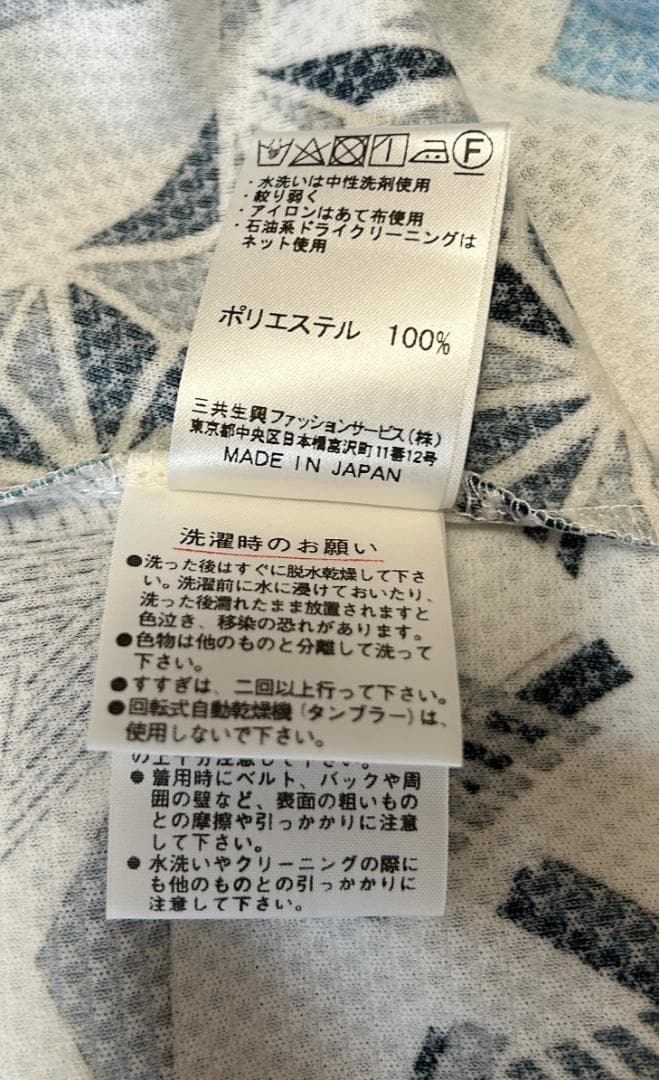 F
・水洗いは中性洗剤使用
・絞り弱く
・アイロンはあて布使用
・石油系ドライクリーニングは
ネット使用
ポリエステル 100%
三共生興ファッションサービス(株)
東京都中央区日本橋富沢町11番12号
MADE IN JAPAN
洗濯時のお願い
●洗った後はすぐに脱水乾燥して下さ
い。洗濯前に水に浸けておいたり、
洗った後濡れたまま放置されますと
色泣き、移染の恐れがあります。
●色物は他のものと分離して洗って
下さい。
●すすぎは、二回以上行って下さい。
●回転式自動乾燥機(タンブラー)は、
使用しないで下さい。
の上十分注意して下さい。
●着用時にベルト、バックや周
囲の壁など、表面の粗いもの
との摩擦や引っかかりに注意
して下さい。
●水洗いやクリーニングの際に
も他のものとの引っかかりに
注意して下さい。